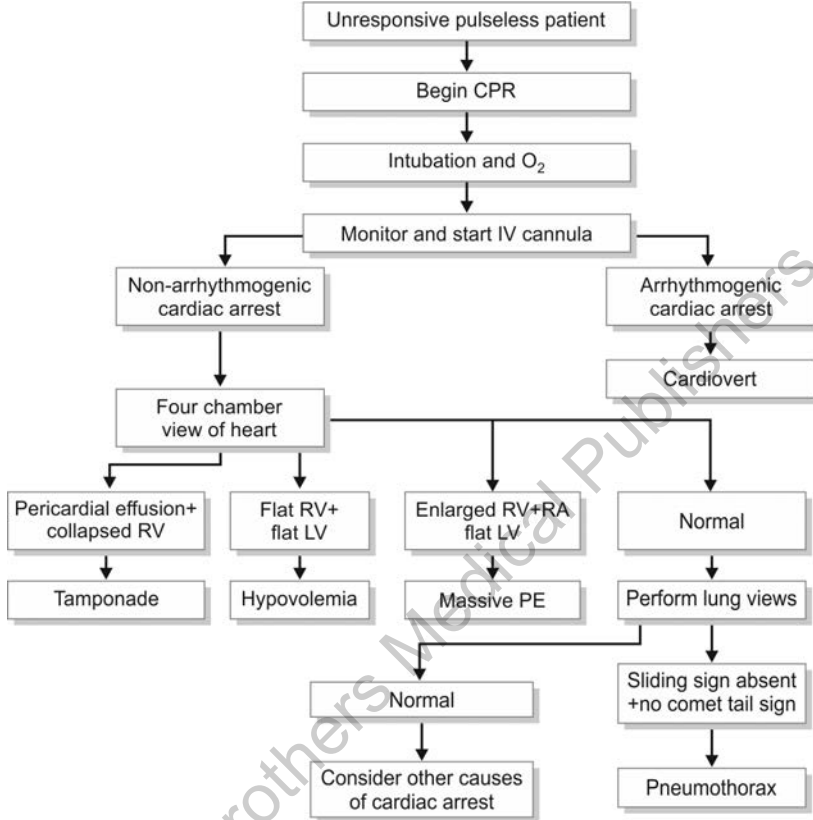 Unresponsive pulseless patient
Begin CPR
Intubation and O₂
Monitor and start IV cannula
Non-arrhythmogenic
cardiac arrest
Arrhythmogenic
cardiac arrest
Cardiovert
Four chamber
view of heart
Pericardial effusion+
collapsed RV
Flat RV+
flat LV
Enlarged RV+RA
flat LV
Normal
Tamponade
Hypovolemia
Massive PE
Perform lung views
Normal
Sliding sign absent
+no comet tail sign
Consider other causes
of cardiac arrest
Pneumothorax
rothers Medical Publishers